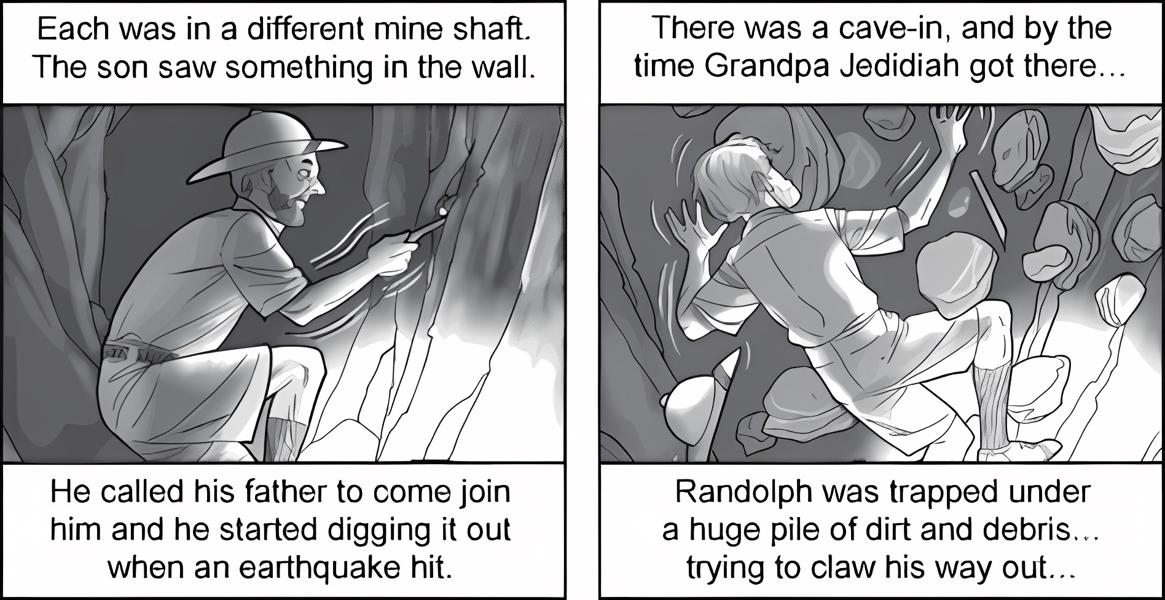 Each was in a different mine shaft.
The son saw something in the wall.
He called his father to come join
him and he started digging it out
when an earthquake hit.
There was a cave-in, and by the
time Grandpa Jedidiah got there...
Randolph was trapped under
a huge pile of dirt and debris...
trying to claw his way out...